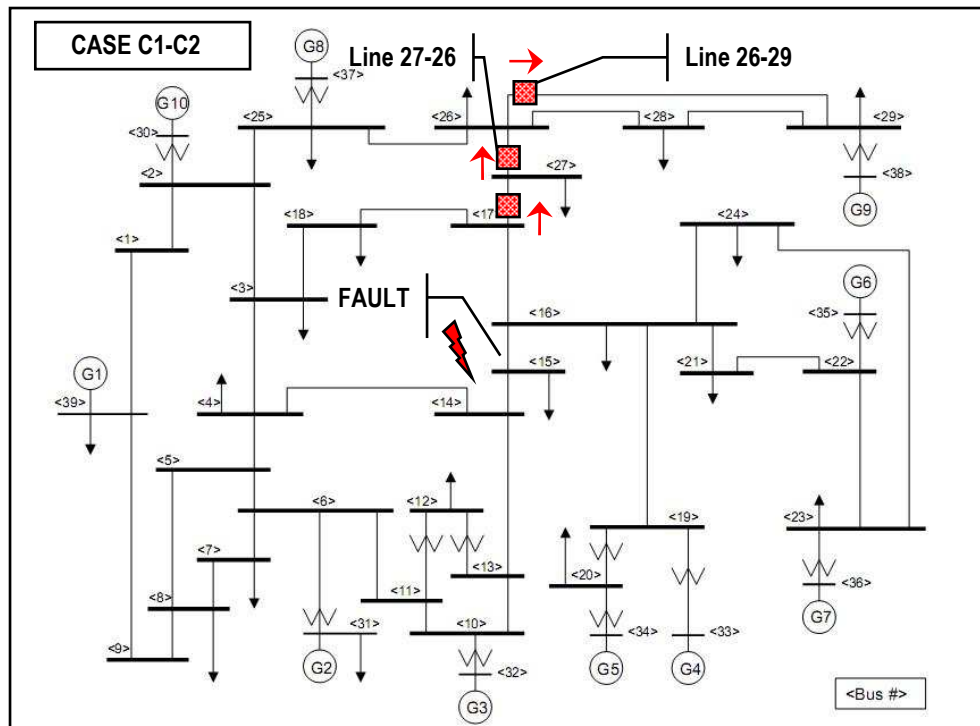 CASE C1-C2
G8
Line 27-26
Line 26-29
<37>
G10
<25>
<26>
<28>
<29>
<30>
<27>
<38>
<2>
G9
<18>
<17>
<24>
<1>
<3>
FAULT
G6
<16>
<35>
<15>
G1
<21>
<22>
<39>
<4>
<14>
<5>
<6>
<12>
<19>
<23>
<7>
<13>
<20>
<8>
<11>
<36>
<31>
<10>
<34>
<33>
G7
<9>
G2
<32>
G5
G4
G3
<Bus #>